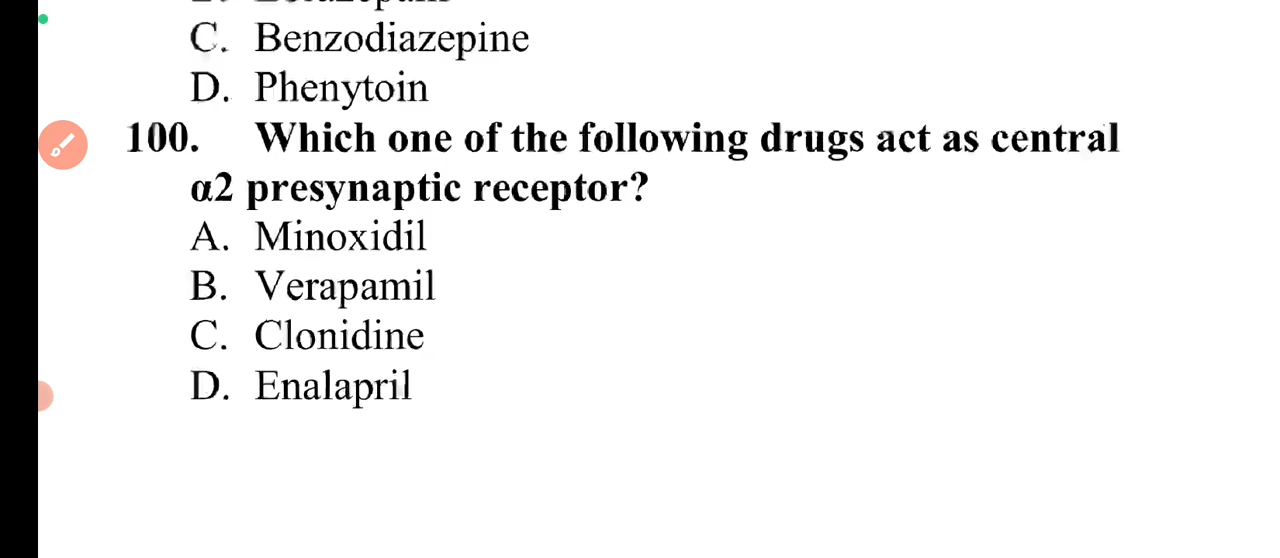 C. Benzodiazepine
D. Phenytoin
100. Which one of the following drugs act as central
α2 presynaptic receptor?
A. Minoxidil
B. Verapamil
C. Clonidine
D. Enalapril